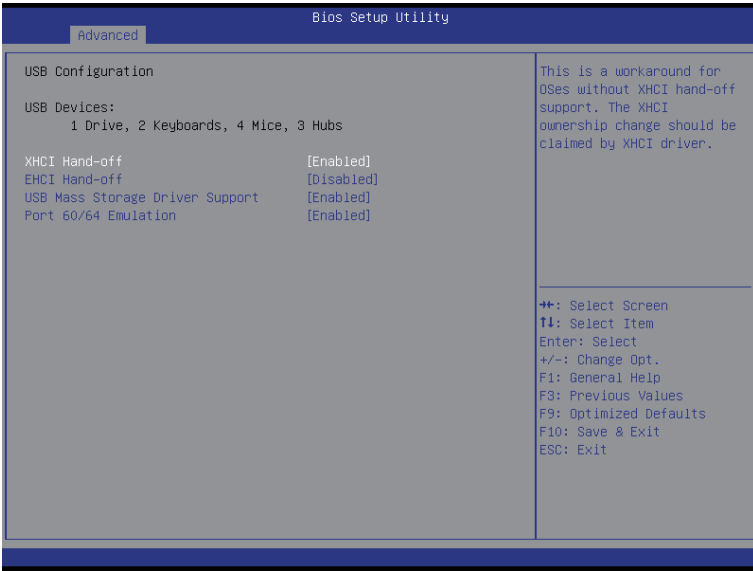 Bios Setup Utility
Advanced
USB Configuration
USB Devices:
1 Drive, 2 Keyboards, 4 Mice, 3 Hubs
XHCI Hand-off [Enabled]
EHCI Hand-off [Disabled]
USB Mass Storage Driver Support [Enabled]
Port 60/64 Emulation [Enabled]
This is a workaround for
OSes without XHCI hand-off
support. The XHCI
ownership change should be
claimed by XHCI driver.
→←: Select Screen
↑↓: Select Item
Enter: Select
+/-: Change Opt.
F1: General Help
F3: Previous Values
F9: Optimized Defaults
F10: Save & Exit
ESC: Exit